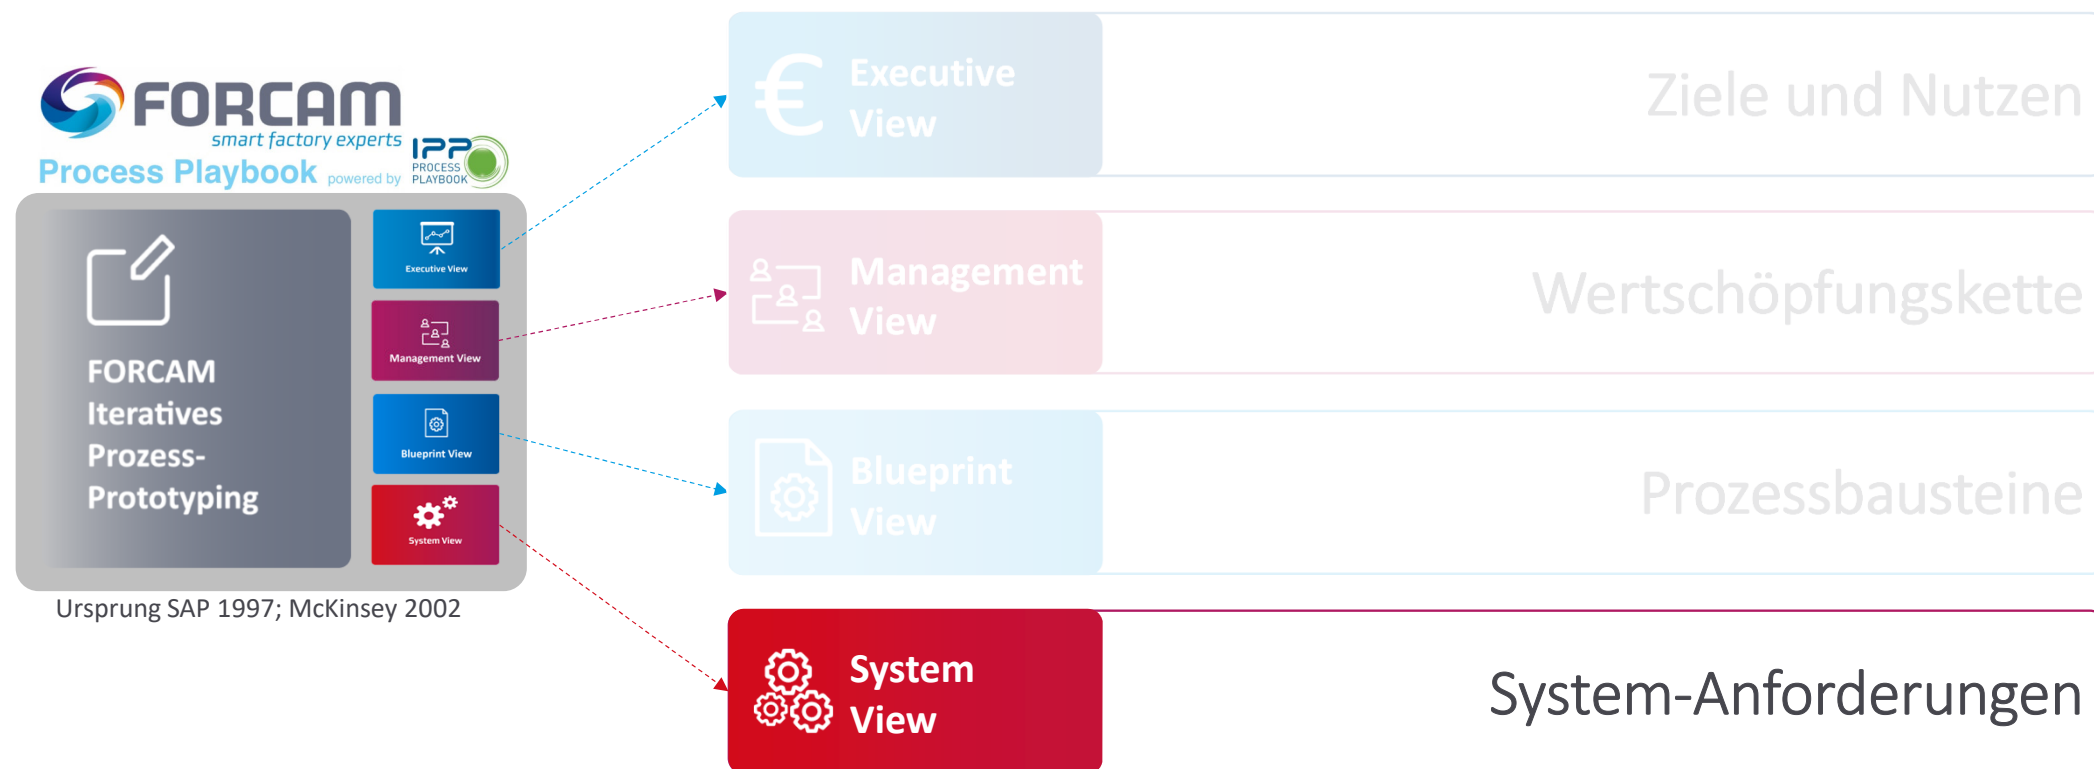 FORCAM
smart factory experts
Process Playbook powered by
IPP
PROCESS
PLAYBOOK
FORCAM
Iteratives
Prozess-
Prototyping
Executive View
Management View
Blueprint View
System View
Ursprung SAP 1997; McKinsey 2002
€
Executive
View
Ziele und Nutzen
Management
View
Wertschöpfungskette
Blueprint
View
Prozessbausteine
System
View
System-Anforderungen